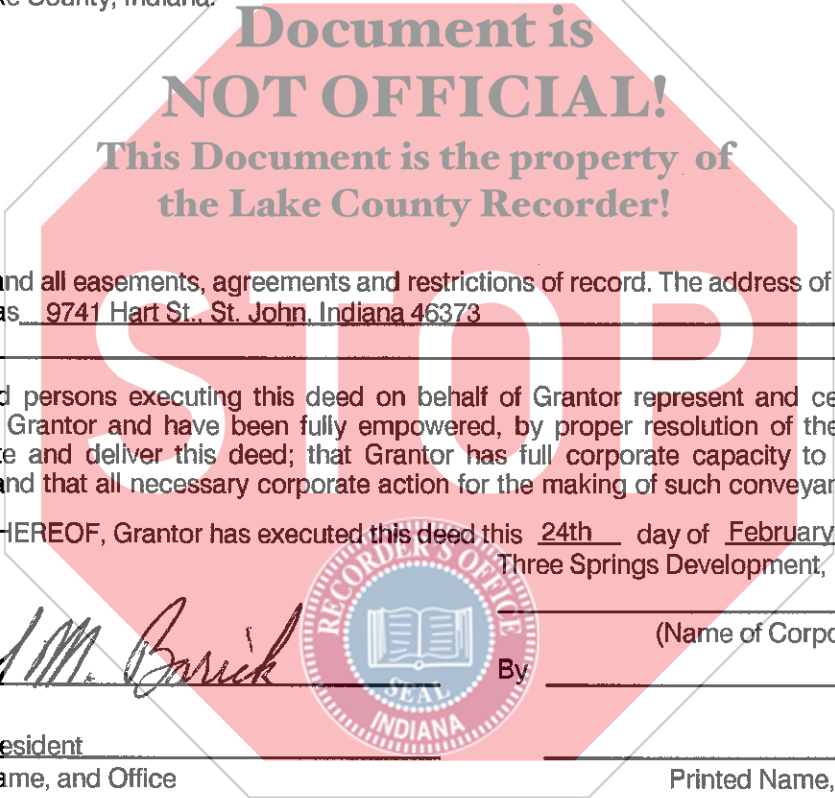 ke County, Indiana.
Document is
NOT OFFICIAL!
This Document is the property of
the Lake County Recorder!
and all easements, agreements and restrictions of record. The address of
as 9741 Hart St., St. John, Indiana 46373
STOP
d persons executing this deed on behalf of Grantor represent and ce
Grantor and have been fully empowered, by proper resolution of the
e and deliver this deed; that Grantor has full corporate capacity to
and that all necessary corporate action for the making of such conveyan
HEREOF, Grantor has executed this deed this 24th day of February
Three Springs Development,
(Name of Corpo
M. Barick
By
RECORDER'S OFFICE
SEAL
INDIANA
esident
ame, and Office
Printed Name,